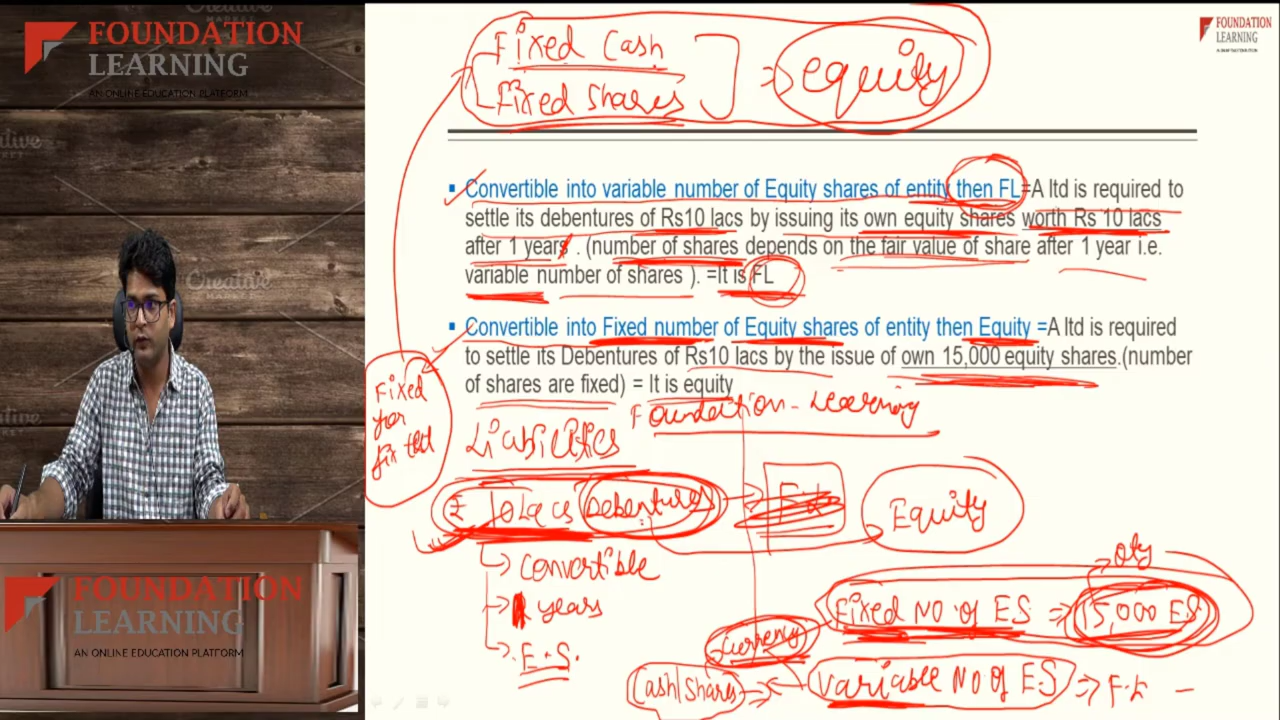 FOUNDATION
LEARNING
AN ONLINE EDUCATION PLATFORM
FOUNDATION
LEARNING
Fixed Cash
Fixed Shares
=> equity
Convertible into variable number of Equity shares of entity then FL=A ltd is required to
settle its debentures of Rs10 lacs by issuing its own equity shares worth Rs 10 lacs
after 1 years . (number of shares depends on the fair value of share after 1 year i.e.
variable number of shares ). =It is FL
Convertible into Fixed number of Equity shares of entity then Equity =A ltd is required
to settle its Debentures of Rs10 lacs by the issue of own 15,000 equity shares.(number
of shares are fixed) = It is equity
Fixed
for
Foundation-Learning
Liabilities
₹ 10 Lacs Debentures
Equity
Convertible
years
E.S.
Qty
Fixed NO of ES => 15,000 ES
Currency
Cash/Shares
Variable NO of ES => F.L
FOUNDATION
LEARNING
AN ONLINE EDUCATION PLATFORM